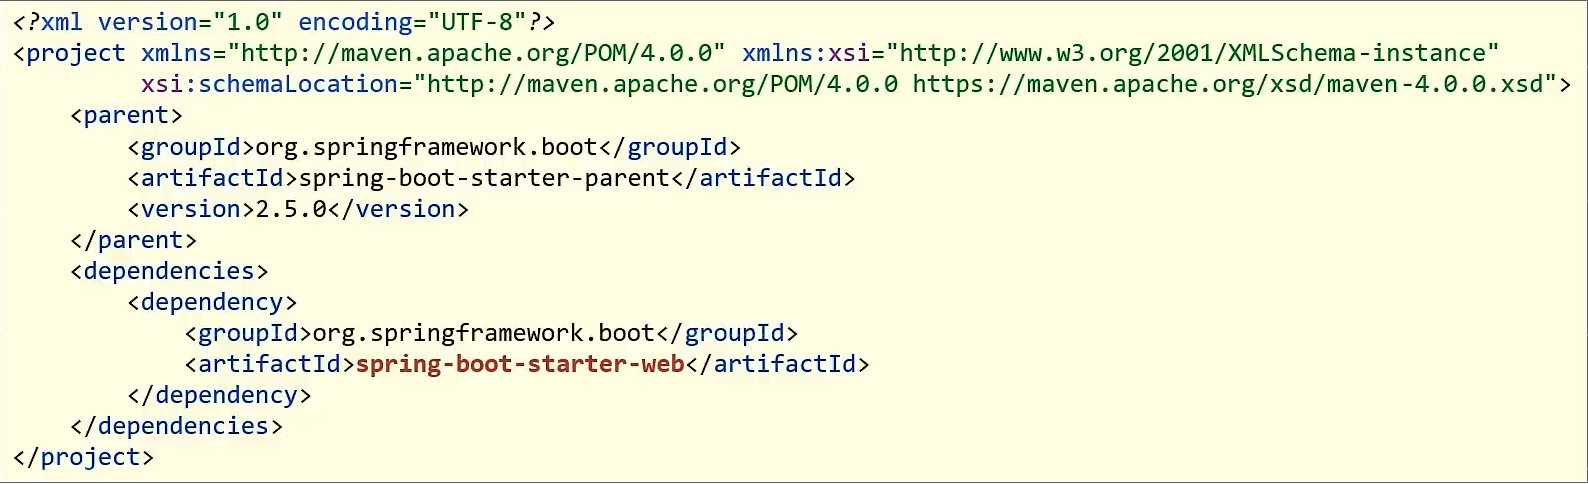 <?xml version="1.0" encoding="UTF-8"?>
<project xmlns="http://maven.apache.org/POM/4.0.0" xmlns:xsi="http://www.w3.org/2001/XMLSchema-instance"
         xsi:schemaLocation="http://maven.apache.org/POM/4.0.0 https://maven.apache.org/xsd/maven-4.0.0.xsd">
    <parent>
        <groupId>org.springframework.boot</groupId>
        <artifactId>spring-boot-starter-parent</artifactId>
        <version>2.5.0</version>
    </parent>
    <dependencies>
        <dependency>
            <groupId>org.springframework.boot</groupId>
            <artifactId>spring-boot-starter-web</artifactId>
        </dependency>
    </dependencies>
</project>